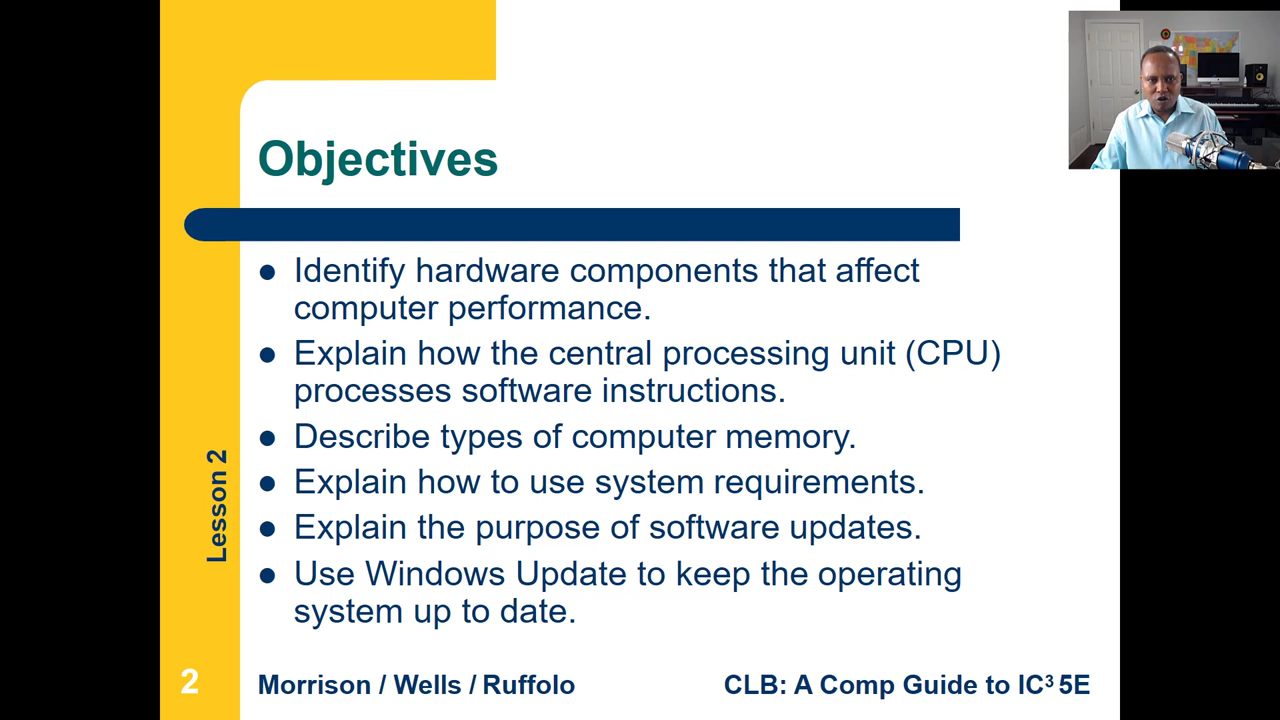 Objectives
● Identify hardware components that affect
computer performance.
● Explain how the central processing unit (CPU)
processes software instructions.
● Describe types of computer memory.
● Explain how to use system requirements.
● Explain the purpose of software updates.
● Use Windows Update to keep the operating
system up to date.
Lesson 2
2
Morrison / Wells / Ruffolo
CLB: A Comp Guide to IC³ 5E